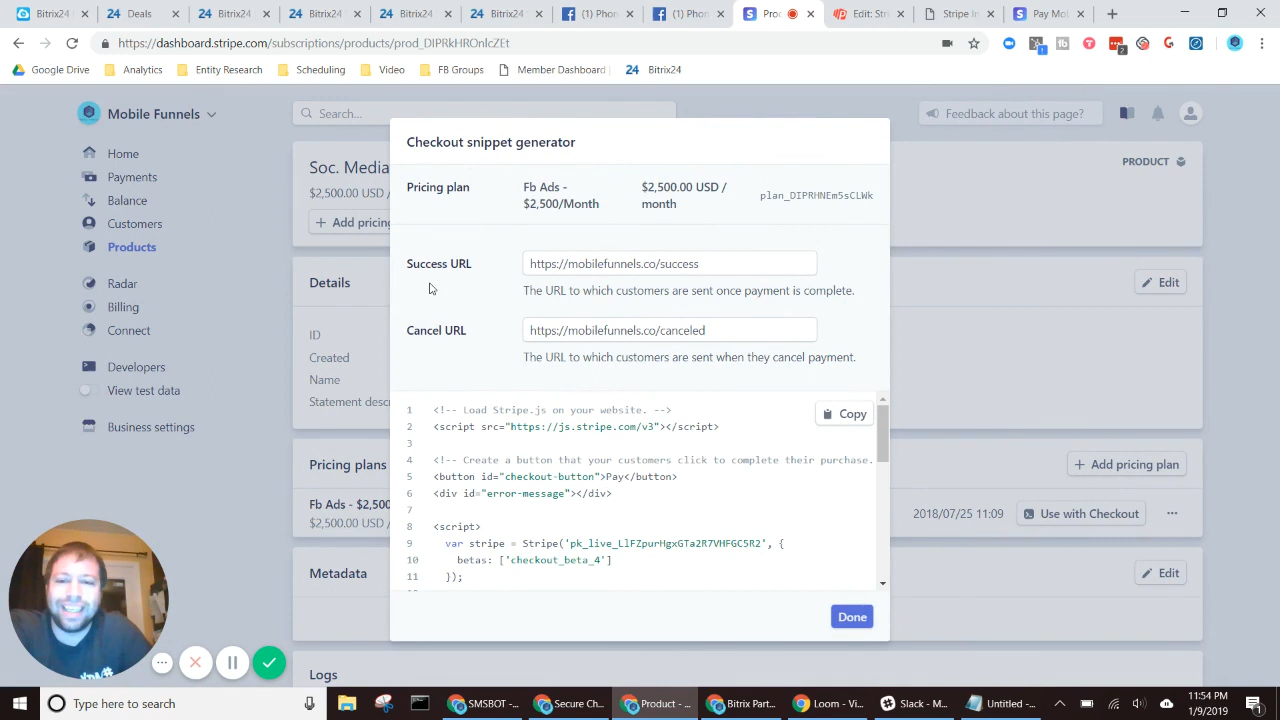 Bitrix24
24 Deals
24 Bitrix24
24 Bitrix24
24 Bitrix24
24 Bitrix24
(1) Phon
(1) Phon
S Proc
Edit: Str
Stripe In
S Pay Mol
https://dashboard.stripe.com/subscriptions/products/prod_DIPRkHROnlcZEt
Google Drive
Analytics
Entity Research
Scheduling
Video
FB Groups
Member Dashboard
24 Bitrix24
Mobile Funnels
Search...
Feedback about this page?
Home
Payments
Balance
Customers
Products
Radar
Billing
Connect
Developers
View test data
Business settings
Soc. Media
$2,500.00 USD /
+ Add pricing
PRODUCT
Details
Edit
ID
Created
Name
Statement descr
Pricing plans
+ Add pricing plan
Fb Ads - $2,500
$2,500.00 USD /
2018/07/25 11:09
Use with Checkout
Metadata
Edit
Logs
Checkout snippet generator
Pricing plan
Fb Ads -
$2,500/Month
$2,500.00 USD /
month
plan_DIPRHNEm5sCLWk
Success URL
https://mobilefunnels.co/success
The URL to which customers are sent once payment is complete.
Cancel URL
https://mobilefunnels.co/canceled
The URL to which customers are sent when they cancel payment.
Copy
1 <!-- Load Stripe.js on your website. -->
2 <script src="https://js.stripe.com/v3"></script>
3
4 <!-- Create a button that your customers click to complete their purchase.
5 <button id="checkout-button">Pay</button>
6 <div id="error-message"></div>
7
8 <script>
9 var stripe = Stripe('pk_live_LlFZpurHgxGTa2R7VHFGC5R2', {
10 betas: ['checkout_beta_4']
11 });
Done
Type here to search
SMSBOT -...
Secure Ch...
Product - ...
Bitrix Part...
Loom - Vi...
Slack - M...
Untitled -...
11:54 PM
1/9/2019